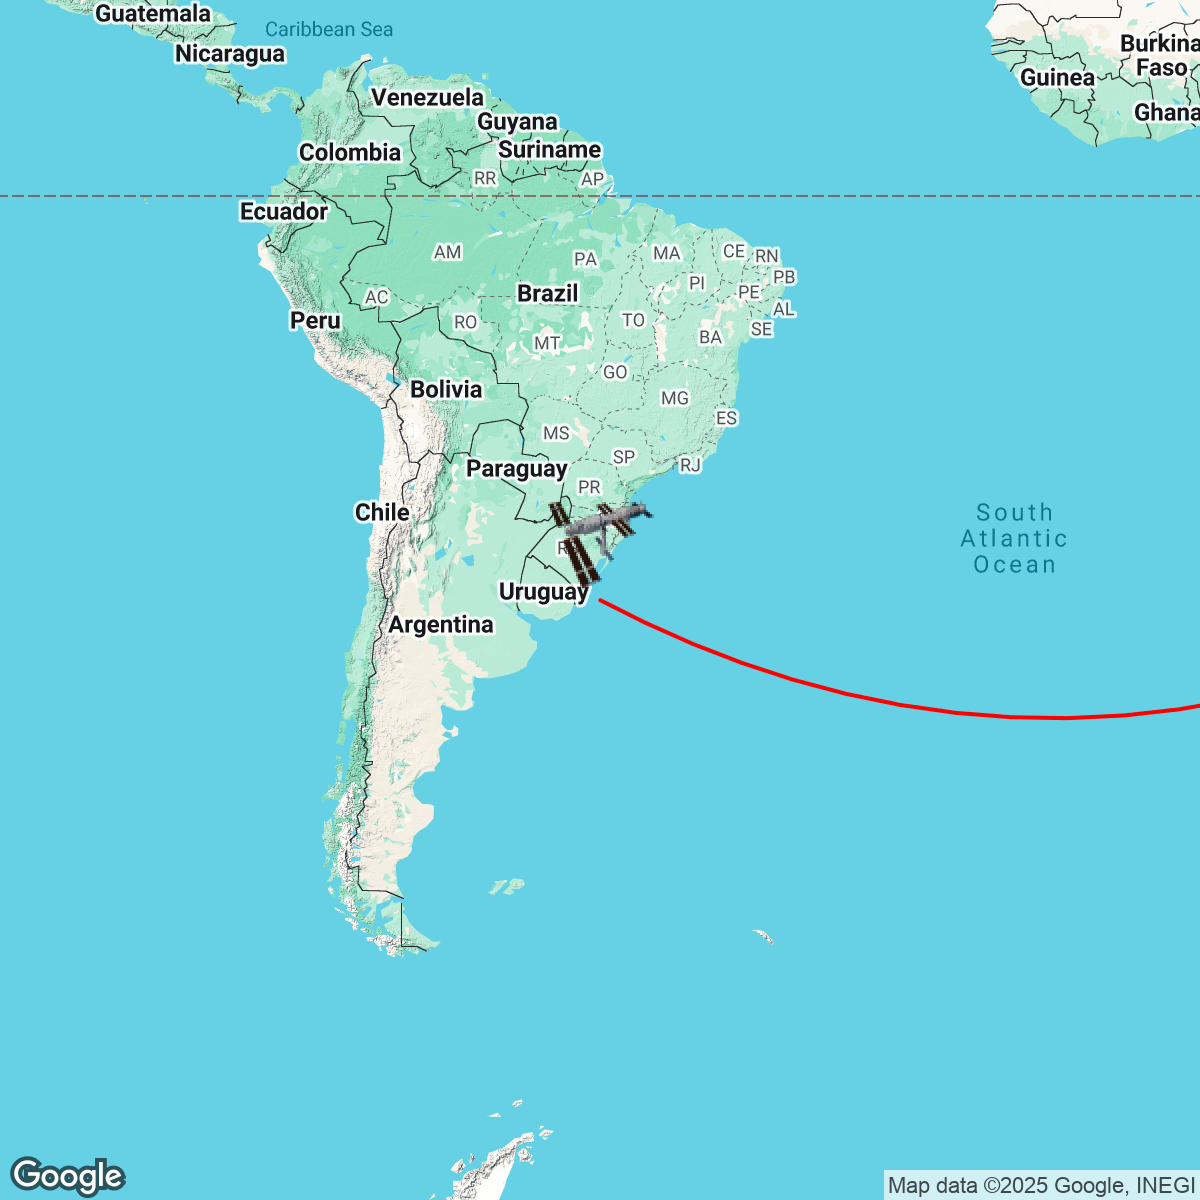 Guatemala
Caribbean Sea
Nicaragua
Burkina
Faso
Guinea
Ghana
Venezuela
Guyana
Suriname
Colombia
RR
AP
Ecuador
AM
PA
MA
CE
RN
PB
PI
PE
AL
AC
Brazil
Peru
RO
TO
SE
MT
BA
GO
Bolivia
MG
ES
MS
Paraguay
SP
RJ
PR
Chile
South
Atlantic
Ocean
Uruguay
Argentina
Google
Map data ©2025 Google, INEGI